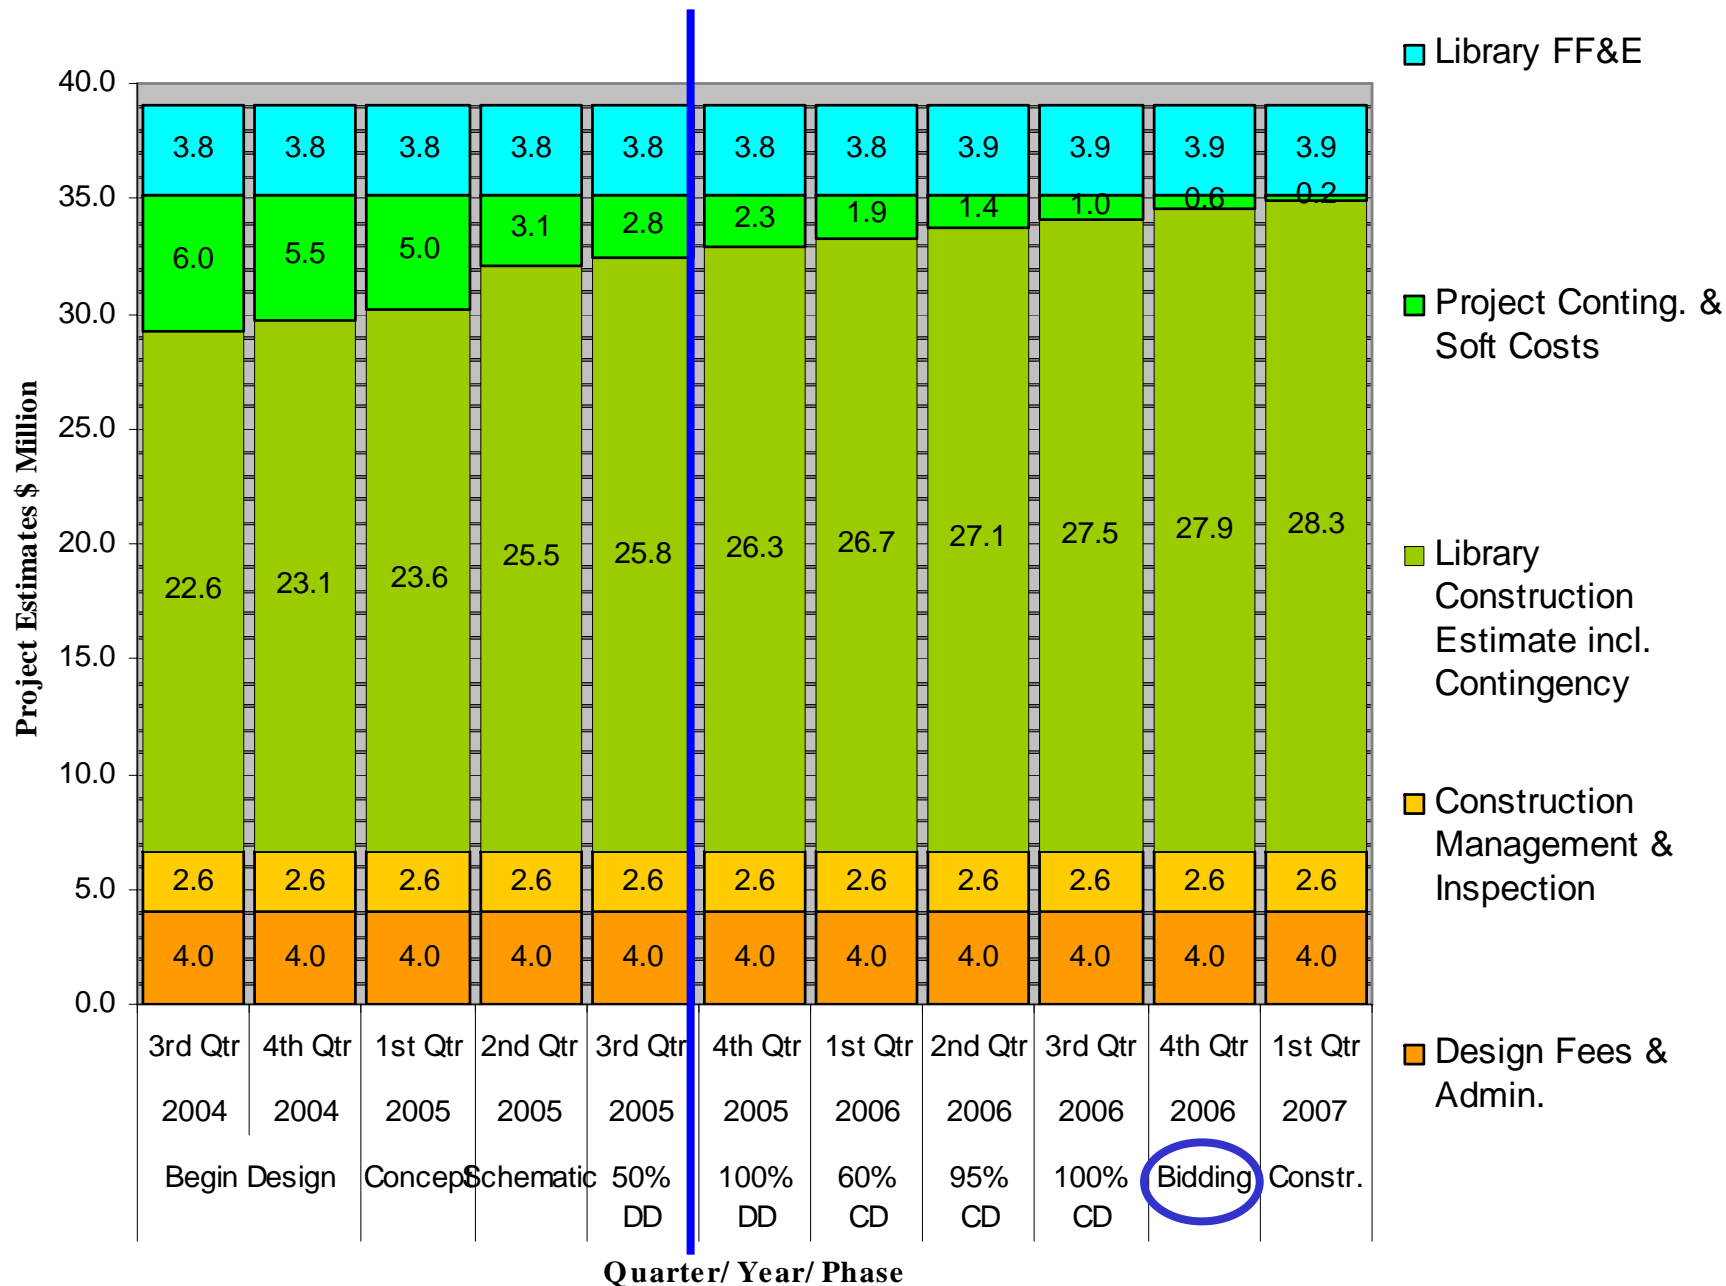 Library FF&E
Project Conting. &
Soft Costs
Library
Construction
Estimate incl.
Contingency
Construction
Management &
Inspection
Design Fees &
Admin.
Project Estimates $ Million
40.0
35.0
30.0
25.0
20.0
15.0
10.0
5.0
0.0
3.8 3.8 3.8 3.8 3.8 3.8 3.8 3.9 3.9 3.9 3.9
6.0 5.5 5.0 3.1 2.8 2.3 1.9 1.4 1.0 0.6 0.2
22.6 23.1 23.6 25.5 25.8 26.3 26.7 27.1 27.5 27.9 28.3
2.6 2.6 2.6 2.6 2.6 2.6 2.6 2.6 2.6 2.6 2.6
4.0 4.0 4.0 4.0 4.0 4.0 4.0 4.0 4.0 4.0 4.0
3rd Qtr 4th Qtr 1st Qtr 2nd Qtr 3rd Qtr 4th Qtr 1st Qtr 2nd Qtr 3rd Qtr 4th Qtr 1st Qtr
2004 2004 2005 2005 2005 2005 2006 2006 2006 2006 2007
Begin Design Concept Schematic 50% 100% 60% 95% 100% Bidding Constr.
DD DD CD CD CD
Quarter/ Year/ Phase